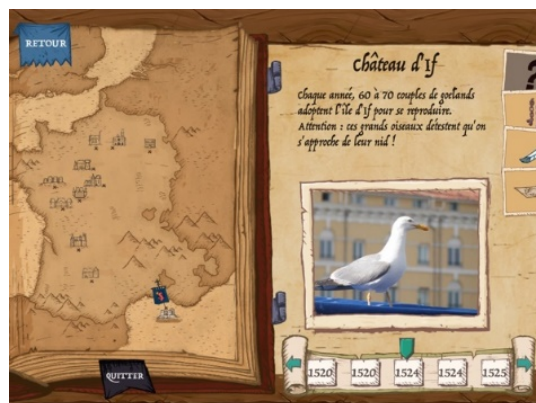 RETOUR
Château d'If
Chaque année, 60 à 70 couples de goélands
adoptent l'île d'If pour se reproduire.
Attention : ces grands oiseaux détestent qu'on
s'approche de leur nid !
1520 1520 1524 1524 1525
QUITTER